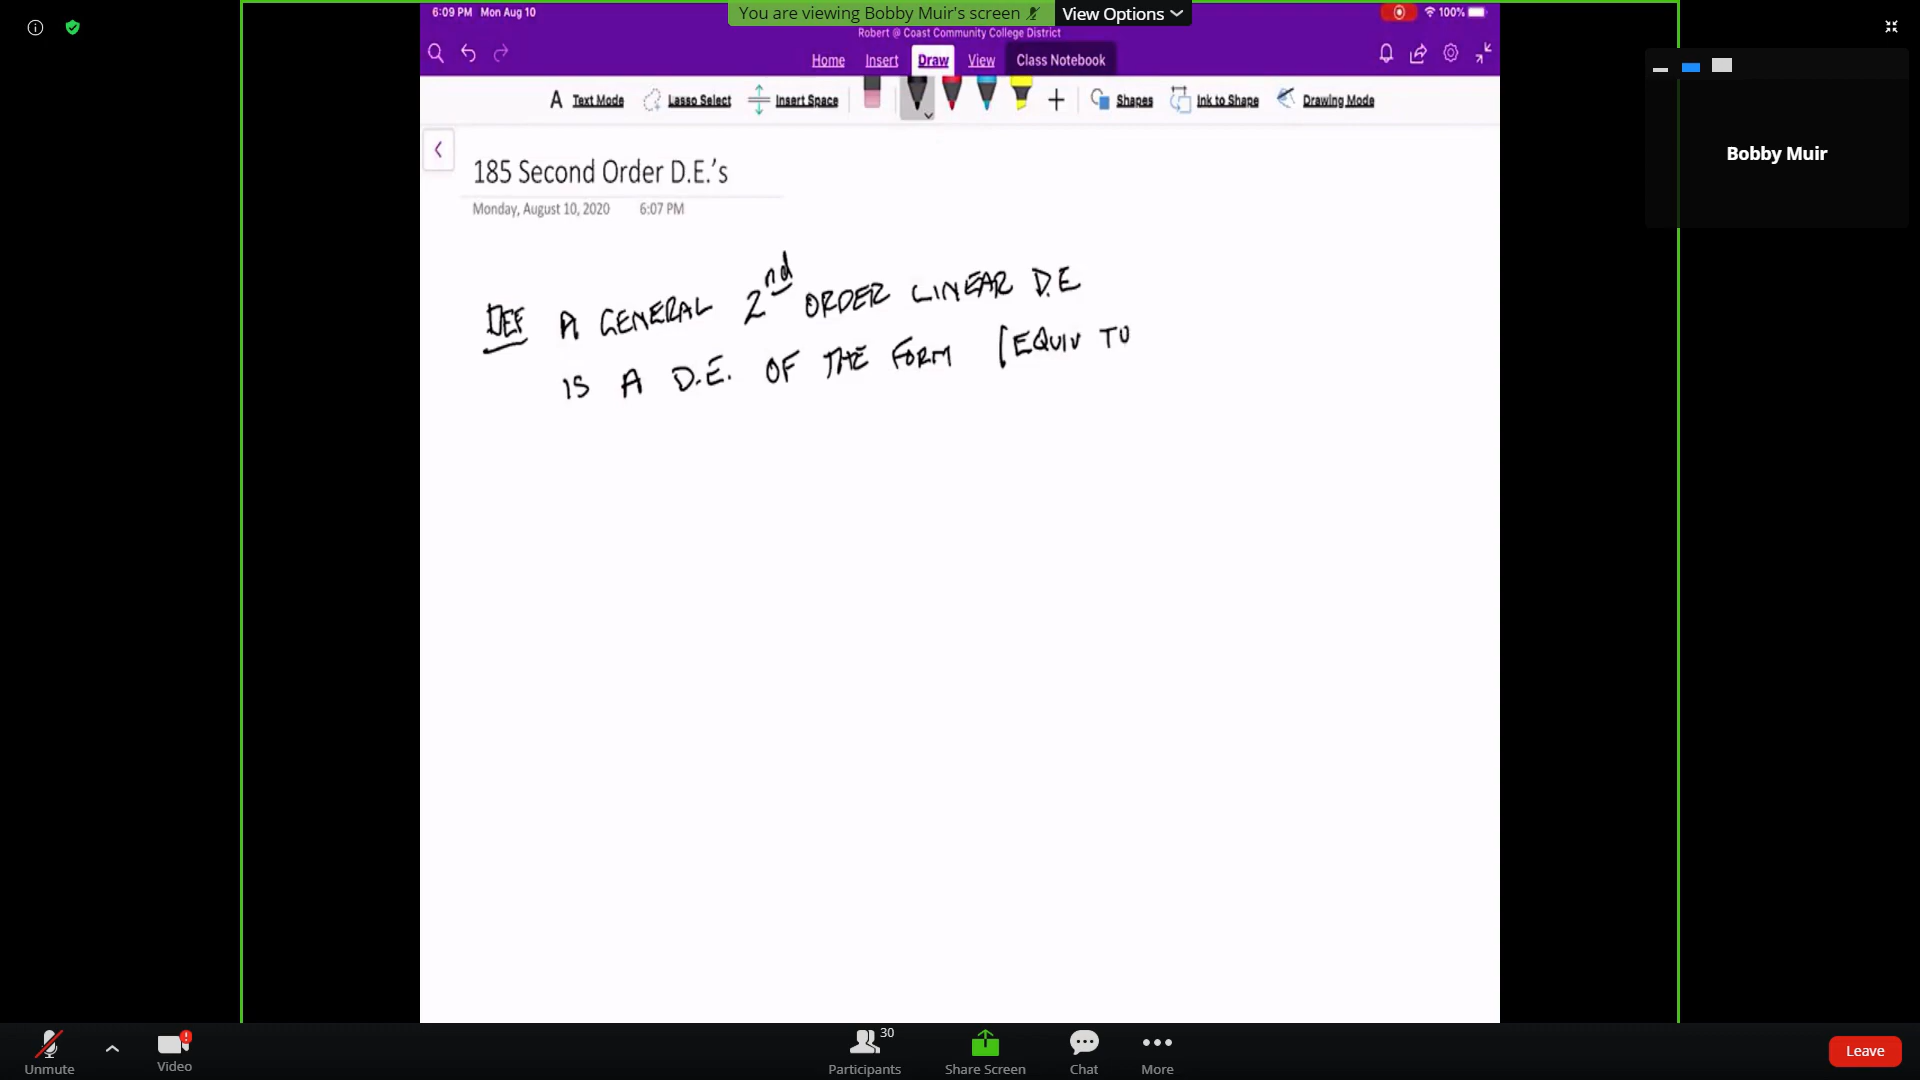 6:09 PM Mon Aug 10
You are viewing Bobby Muir's screen
View Options
100%
Robert @ Coast Community College District
Home Insert Draw View Class Notebook
A Text Mode Lasso Select Insert Space Shapes Ink to Shape Drawing Mode
Bobby Muir
185 Second Order D.E.'s
Monday, August 10, 2020 6:07 PM
DEF A GENERAL 2nd ORDER LINEAR D.E
IS A D.E. OF THE FORM (EQUIV TO
Unmute
Video
30
Participants
Share Screen
Chat
More
Leave